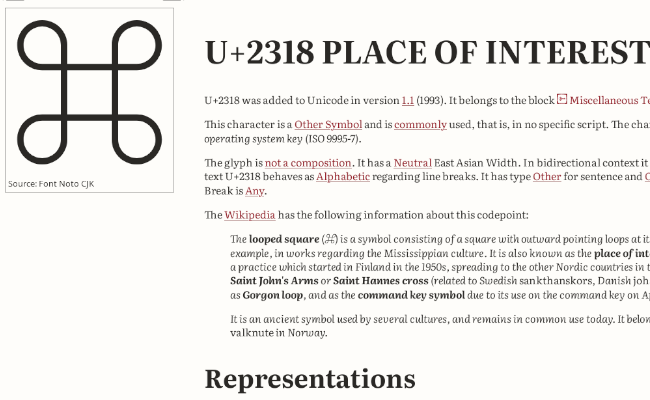 Source: Font Noto CJK
U+2318 PLACE OF INTEREST
U+2318 was added to Unicode in version 1.1 (1993). It belongs to the block Miscellaneous
This character is a Other Symbol and is commonly used, that is, in no specific script. The
operating system key (ISO 9995-7).
The glyph is not a composition. It has a Neutral East Asian Width. In bidirectional context it
text U+2318 behaves as Alphabetic regarding line breaks. It has type Other for sentence and
Break is Any.
The Wikipedia has the following information about this codepoint:
The looped square (⌘) is a symbol consisting of a square with outward pointing loops at
example, in works regarding the Mississippian culture. It is also known as the place of
a practice which started in Finland in the 1950s, spreading to the other Nordic countries in
Saint John's Arms or Saint Hannes cross (related to Swedish sankthanskors, Danish
as Gorgon loop, and as the command key symbol due to its use on the command key on
It is an ancient symbol used by several cultures, and remains in common use today. It
valknute in Norway.
Representations